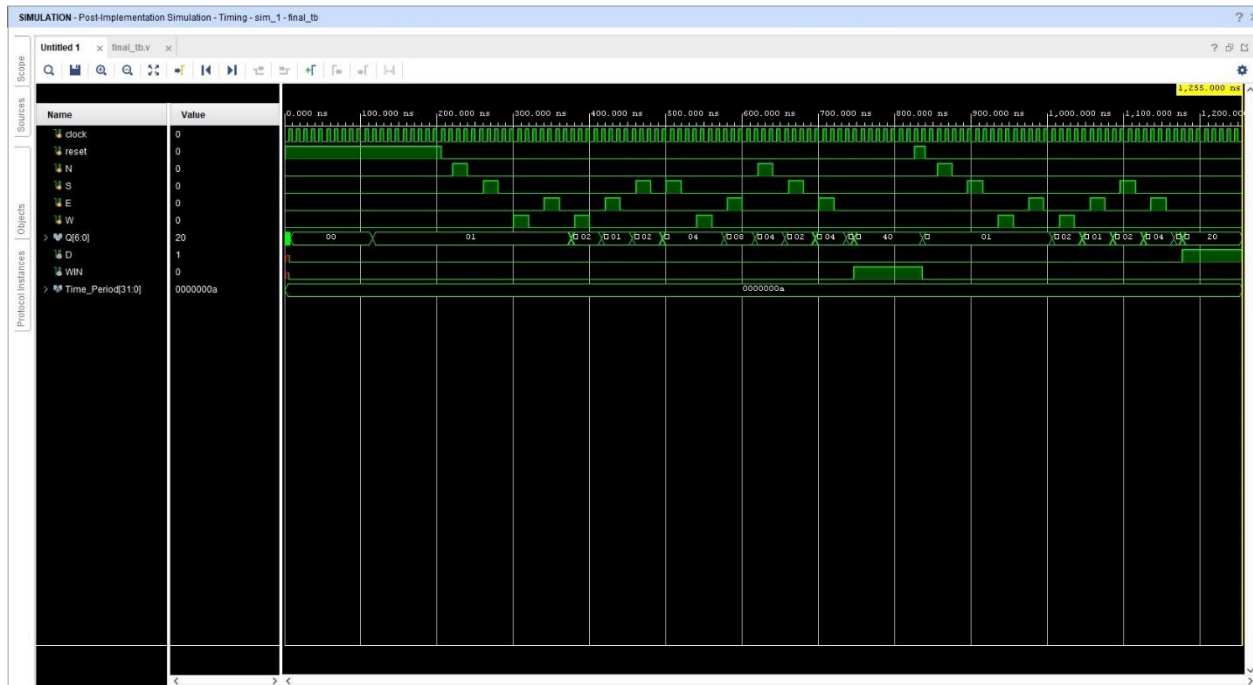 SIMULATION - Post-Implementation Simulation - Timing - sim_1 - final_tb
Untitled 1
final_tb.v
Scope
Sources
Objects
Protocol Instances
Name Value
1,255.000 ns
0.000 ns 100.000 ns 200.000 ns 300.000 ns 400.000 ns 500.000 ns 600.000 ns 700.000 ns 800.000 ns 900.000 ns 1,000.000 ns 1,100.000 ns 1,200.00
clock 0
reset 0
N 0
S 0
E 0
W 0
Q[6:0] 20 00 01 02 01 02 04 08 04 02 04 40 01 02 01 02 04 20
D 1
WIN 0
Time_Period[31:0] 0000000a 0000000a